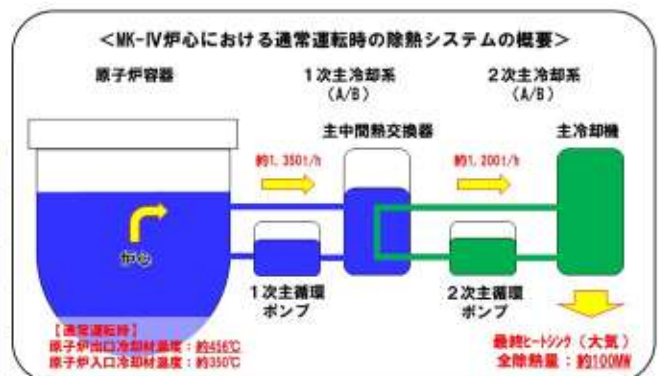 ＜MK-Ⅳ炉心における通常運転時の除熱システムの概要＞
原子炉容器
１次主冷却系
（A/B）
２次主冷却系
（A/B）
主中間熱交換器
主冷却機
約1,350t/h
約1,200t/h
炉心
１次主循環
ポンプ
２次主循環
ポンプ
【通常運転時】
原子炉出口冷却材温度：約456℃
原子炉入口冷却材温度：約350℃
最終ヒートシンク（大気）
全除熱量：約100MW